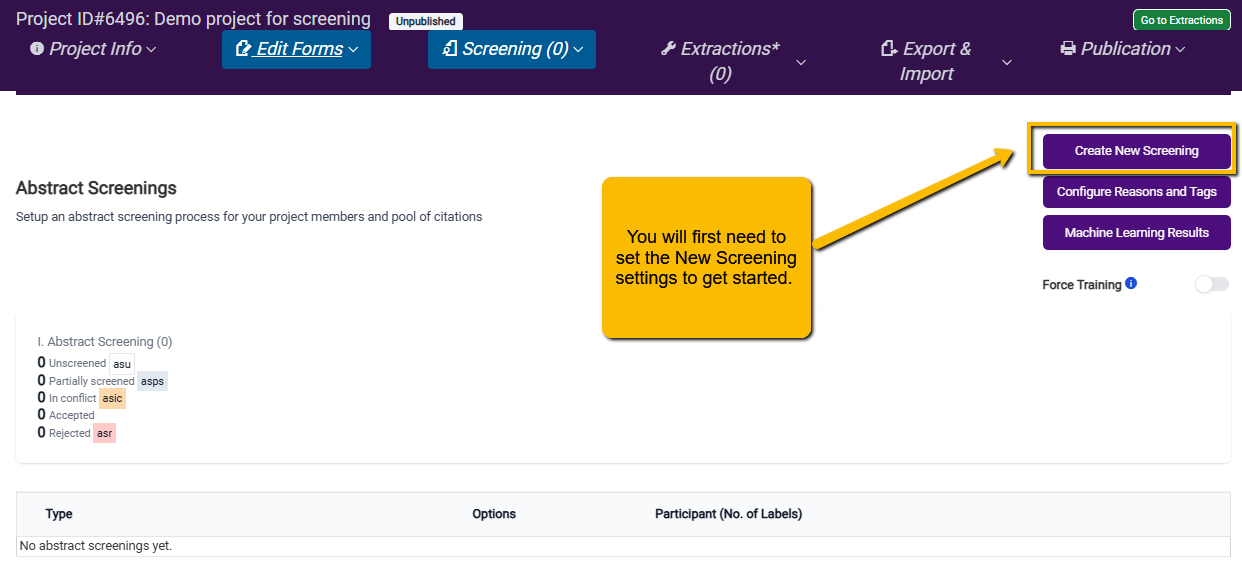 Project ID#6496: Demo project for screening Unpublished Go to Extractions
Project Info Edit Forms Screening (0) Extractions* (0) Export & Import Publication
Create New Screening
Abstract Screenings
Configure Reasons and Tags
Setup an abstract screening process for your project members and pool of citations
Machine Learning Results
You will first need to
set the New Screening
settings to get started.
Force Training
I. Abstract Screening (0)
0 Unscreened asu
0 Partially screened asps
0 In conflict asic
0 Accepted
0 Rejected asr
Type Options Participant (No. of Labels)
No abstract screenings yet.